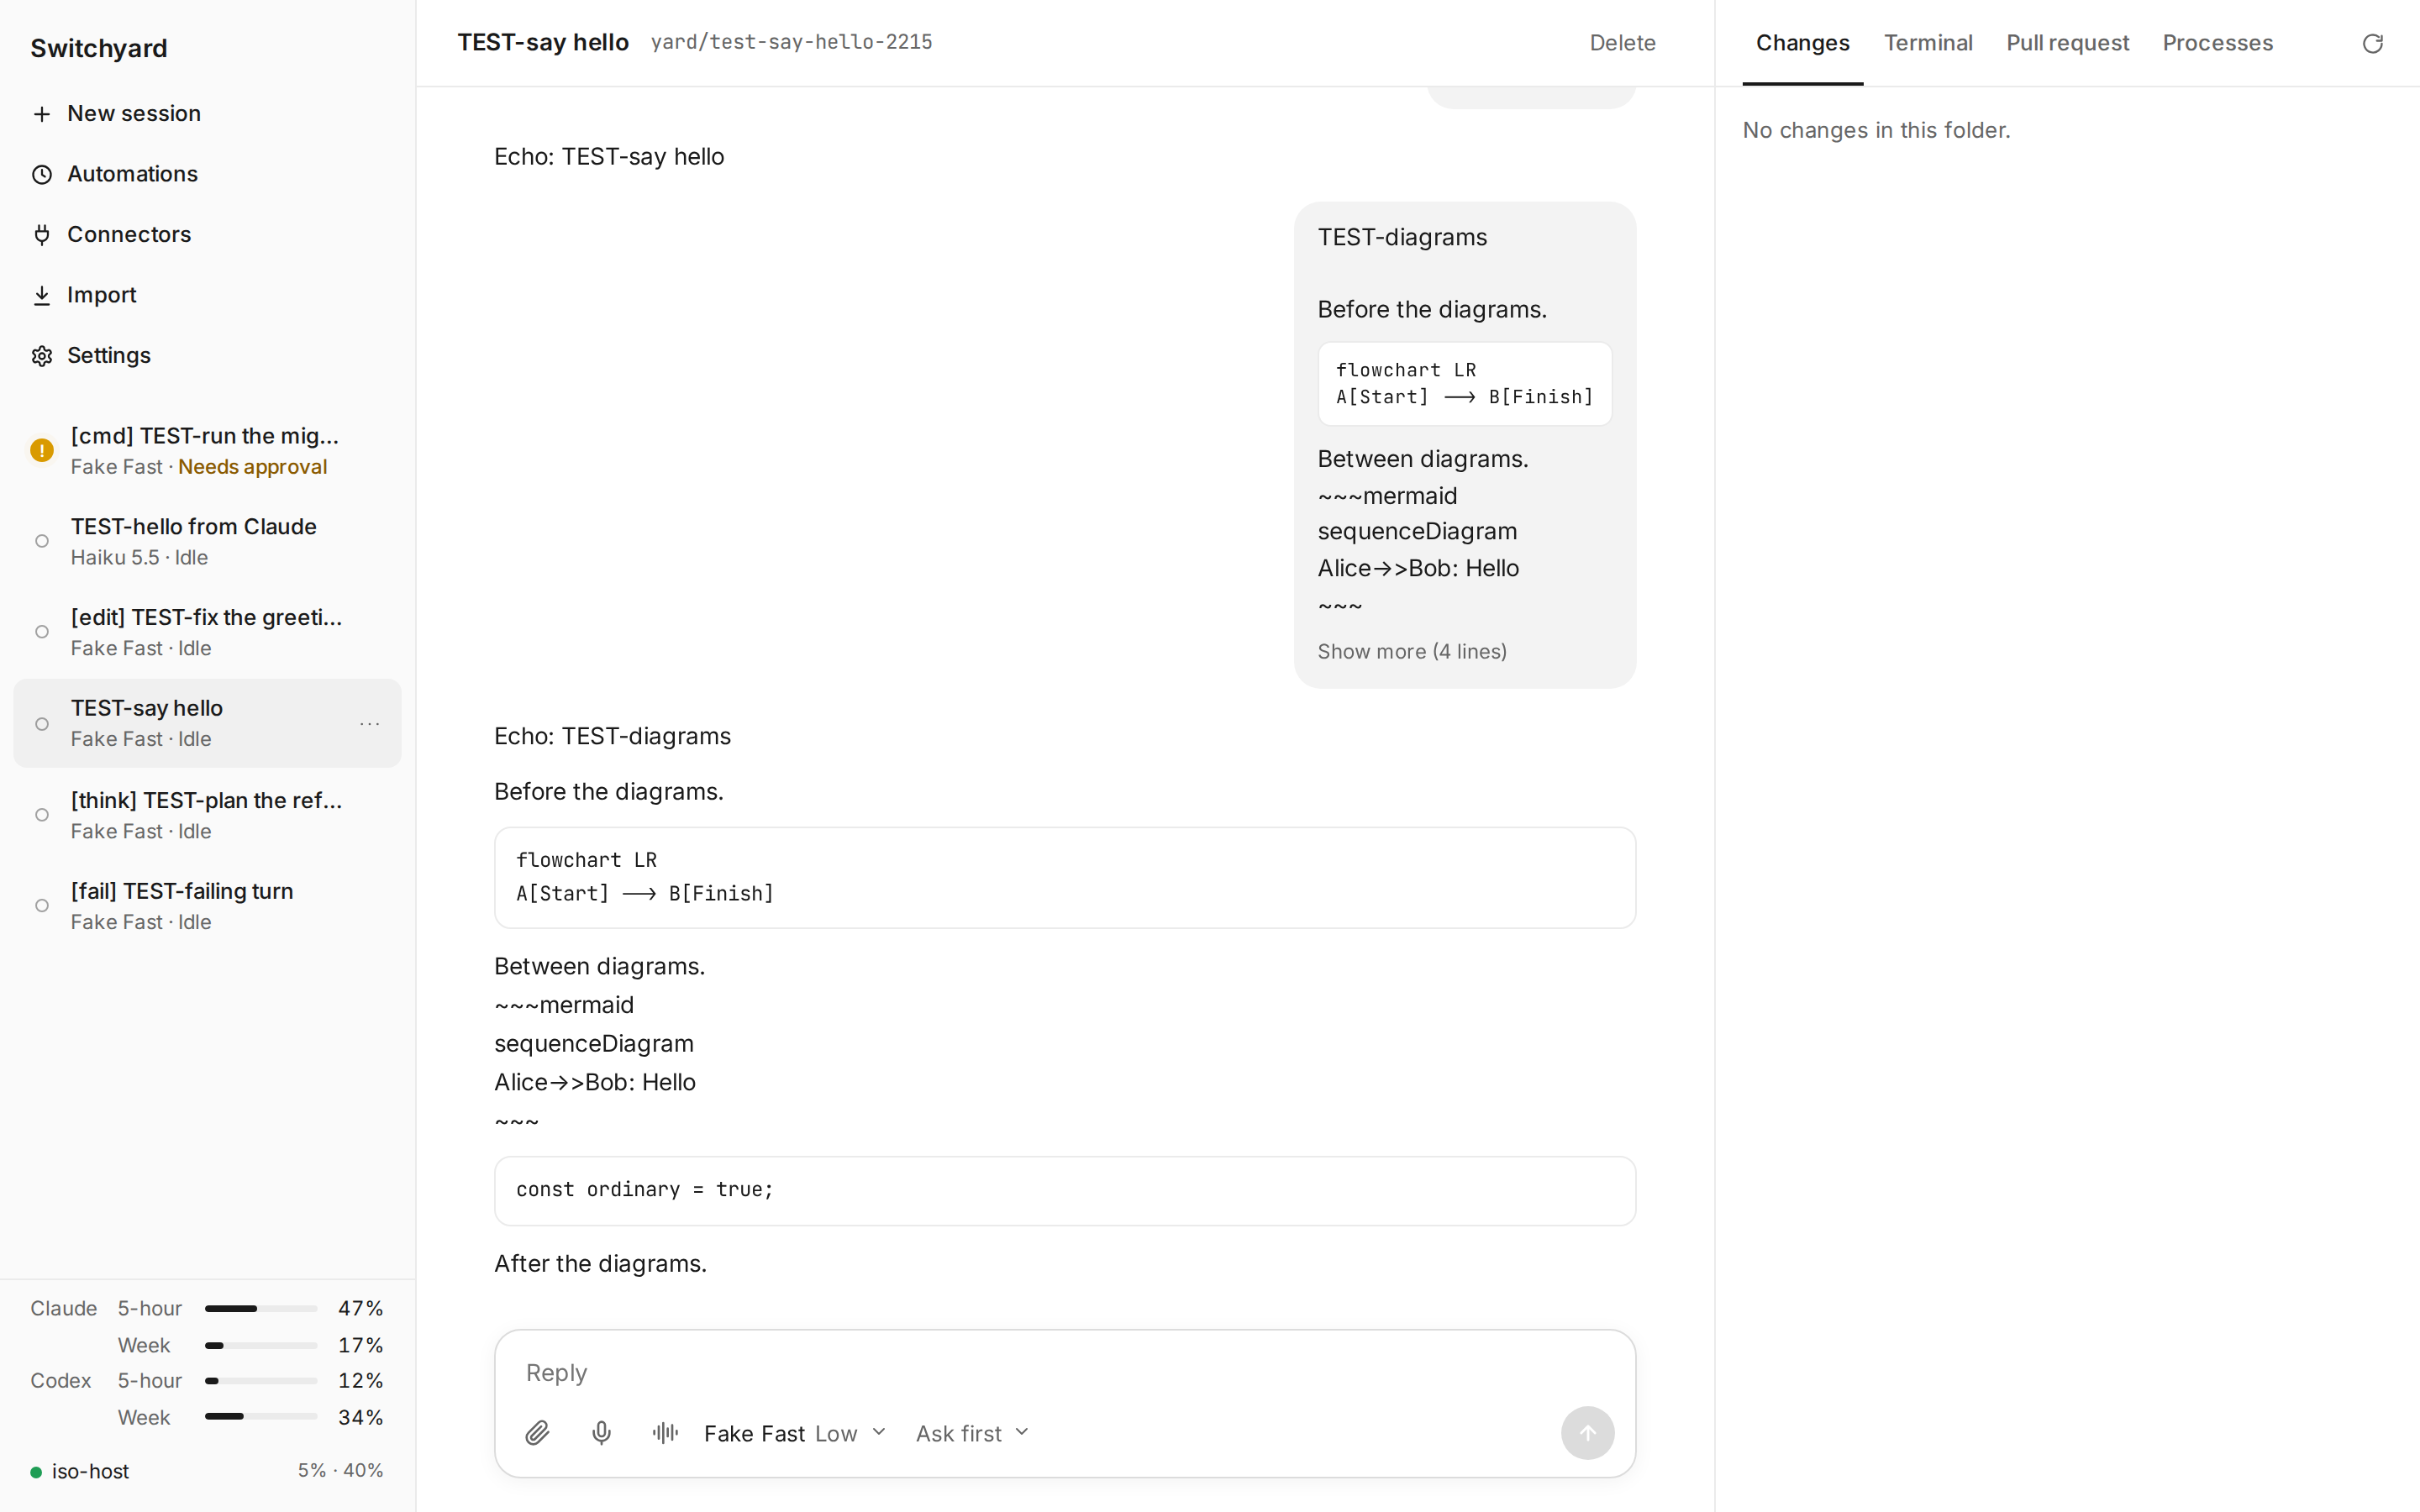 Switchyard
New session
Automations
Connectors
Import
Settings
[cmd] TEST-run the mig...
Fake Fast · Needs approval
TEST-hello from Claude
Haiku 5.5 · Idle
[edit] TEST-fix the greeti...
Fake Fast · Idle
TEST-say hello
Fake Fast · Idle
[think] TEST-plan the ref...
Fake Fast · Idle
[fail] TEST-failing turn
Fake Fast · Idle
Claude 5-hour 47%
Week 17%
Codex 5-hour 12%
Week 34%
iso-host 5% · 40%
TEST-say hello yard/test-say-hello-2215 Delete
Echo: TEST-say hello
TEST-diagrams
Before the diagrams.
flowchart LR
A[Start] --> B[Finish]
Between diagrams.
~~~mermaid
sequenceDiagram
Alice->>Bob: Hello
~~~
Show more (4 lines)
Echo: TEST-diagrams
Before the diagrams.
flowchart LR
A[Start] --> B[Finish]
Between diagrams.
~~~mermaid
sequenceDiagram
Alice->>Bob: Hello
~~~
const ordinary = true;
After the diagrams.
Reply
Fake Fast Low Ask first
Changes Terminal Pull request Processes
No changes in this folder.